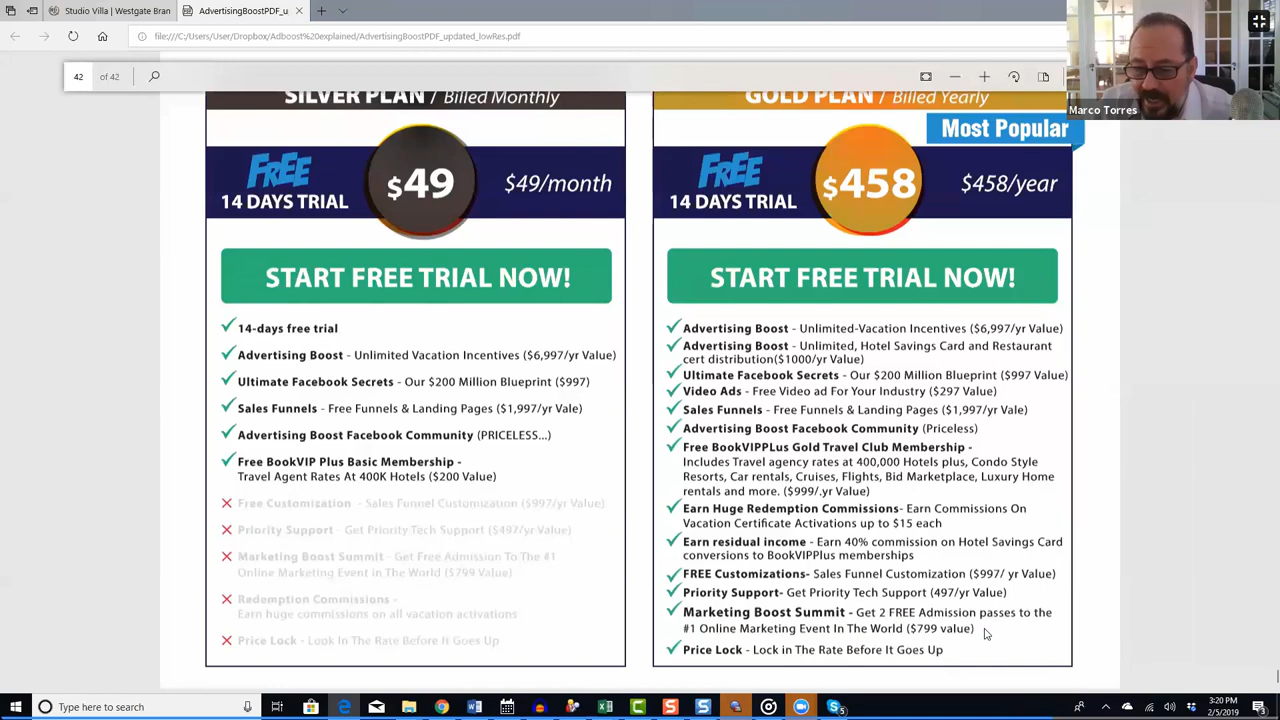 Studio Villa | Westgate Bran
AdvertisingBoostPDF_u
file:///C:/Users/User/Dropbox/Adboost%20explained/AdvertisingBoostPDF_updated_lowRes.pdf
42 of 42
Marco Torres
SILVER PLAN / Billed Monthly
FREE
14 DAYS TRIAL
$49
$49/month
START FREE TRIAL NOW!
14-days free trial
Advertising Boost - Unlimited Vacation Incentives ($6,997/yr Value)
Ultimate Facebook Secrets - Our $200 Million Blueprint ($997)
Sales Funnels - Free Funnels & Landing Pages ($1,997/yr Vale)
Advertising Boost Facebook Community (PRICELESS...)
Free BookVIP Plus Basic Membership -
Travel Agent Rates At 400K Hotels ($200 Value)
Free Customization - Sales Funnel Customization ($997/yr Value)
Priority Support - Get Priority Tech Support ($497/yr Value)
Marketing Boost Summit - Get Free Admission To The #1
Online Marketing Event in The World ($799 Value)
Redemption Commissions -
Earn huge commissions on all vacation activations
Price Lock - Look In The Rate Before It Goes Up
GOLD PLAN / Billed Yearly
Most Popular
FREE
14 DAYS TRIAL
$458
$458/year
START FREE TRIAL NOW!
Advertising Boost - Unlimited-Vacation Incentives ($6,997/yr Value)
Advertising Boost - Unlimited, Hotel Savings Card and Restaurant
cert distribution($1000/yr Value)
Ultimate Facebook Secrets - Our $200 Million Blueprint ($997 Value)
Video Ads - Free Video ad For Your Industry ($297 Value)
Sales Funnels - Free Funnels & Landing Pages ($1,997/yr Vale)
Advertising Boost Facebook Community (Priceless)
Free BookVIPPLus Gold Travel Club Membership -
Includes Travel agency rates at 400,000 Hotels plus, Condo Style
Resorts, Car rentals, Cruises, Flights, Bid Marketplace, Luxury Home
rentals and more. ($999/.yr Value)
Earn Huge Redemption Commissions- Earn Commissions On
Vacation Certificate Activations up to $15 each
Earn residual income - Earn 40% commission on Hotel Savings Card
conversions to BookVIPPlus memberships
FREE Customizations- Sales Funnel Customization ($997/ yr Value)
Priority Support- Get Priority Tech Support (497/yr Value)
Marketing Boost Summit - Get 2 FREE Admission passes to the
#1 Online Marketing Event In The World ($799 value)
Price Lock - Lock in The Rate Before It Goes Up
Type here to search
3:20 PM
2/5/2019